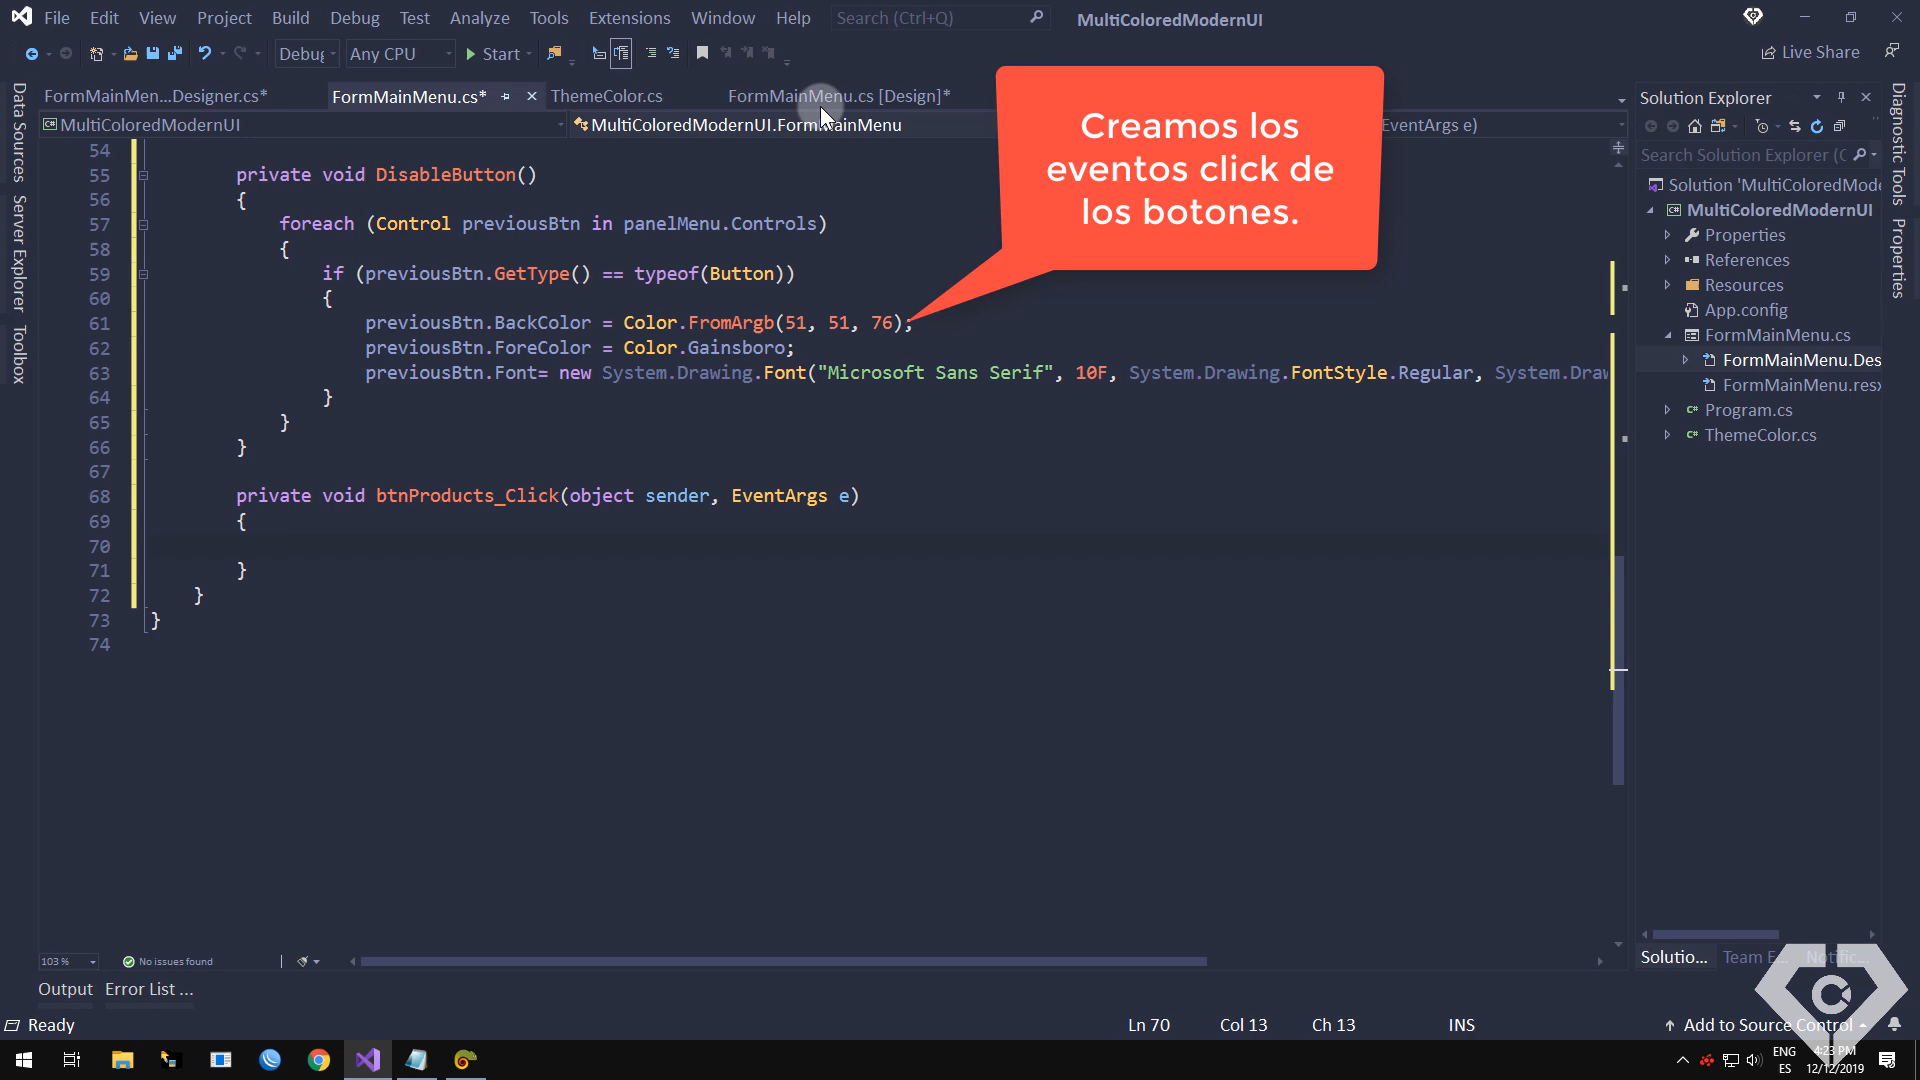 File Edit View Project Build Debug Test Analyze Tools Extensions Window Help Search (Ctrl+Q) MultiColoredModernUI
Debug Any CPU Start Live Share
FormMainMen...Designer.cs* FormMainMenu.cs* ThemeColor.cs FormMainMenu.cs [Design]*
MultiColoredModernUI MultiColoredModernUI.FormMainMenu EventArgs e)
Creamos los
eventos click de
los botones.
Data Sources
Server Explorer
Toolbox
54
55 private void DisableButton()
56 {
57 foreach (Control previousBtn in panelMenu.Controls)
58 {
59 if (previousBtn.GetType() == typeof(Button))
60 {
61 previousBtn.BackColor = Color.FromArgb(51, 51, 76);
62 previousBtn.ForeColor = Color.Gainsboro;
63 previousBtn.Font= new System.Drawing.Font("Microsoft Sans Serif", 10F, System.Drawing.FontStyle.Regular, System.Draw
64 }
65 }
66 }
67
68 private void btnProducts_Click(object sender, EventArgs e)
69 {
70
71 }
72 }
73 }
74
103 % No issues found
Output Error List ...
Ready Ln 70 Col 13 Ch 13 INS Add to Source Control
Solution Explorer
Search Solution Explorer (C
Solution 'MultiColoredMode
MultiColoredModernUI
Properties
References
Resources
App.config
FormMainMenu.cs
FormMainMenu.Des
FormMainMenu.resx
Program.cs
ThemeColor.cs
Solutio... Team E... Notific...
Diagnostic Tools
Properties
ENG
ES
4:23 PM
12/12/2019